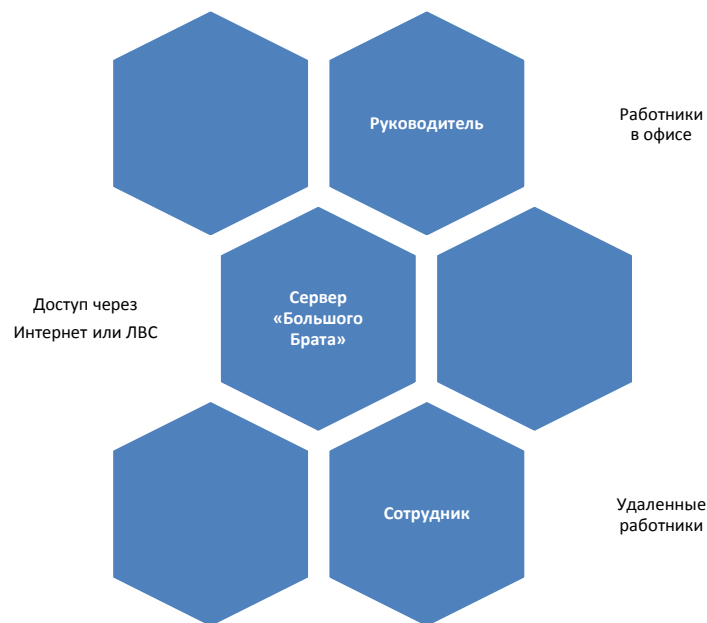 Руководитель
Работники
в офисе
Доступ через
Интернет или ЛВС
Сервер
«Большого
Брата»
Сотрудник
Удаленные
работники